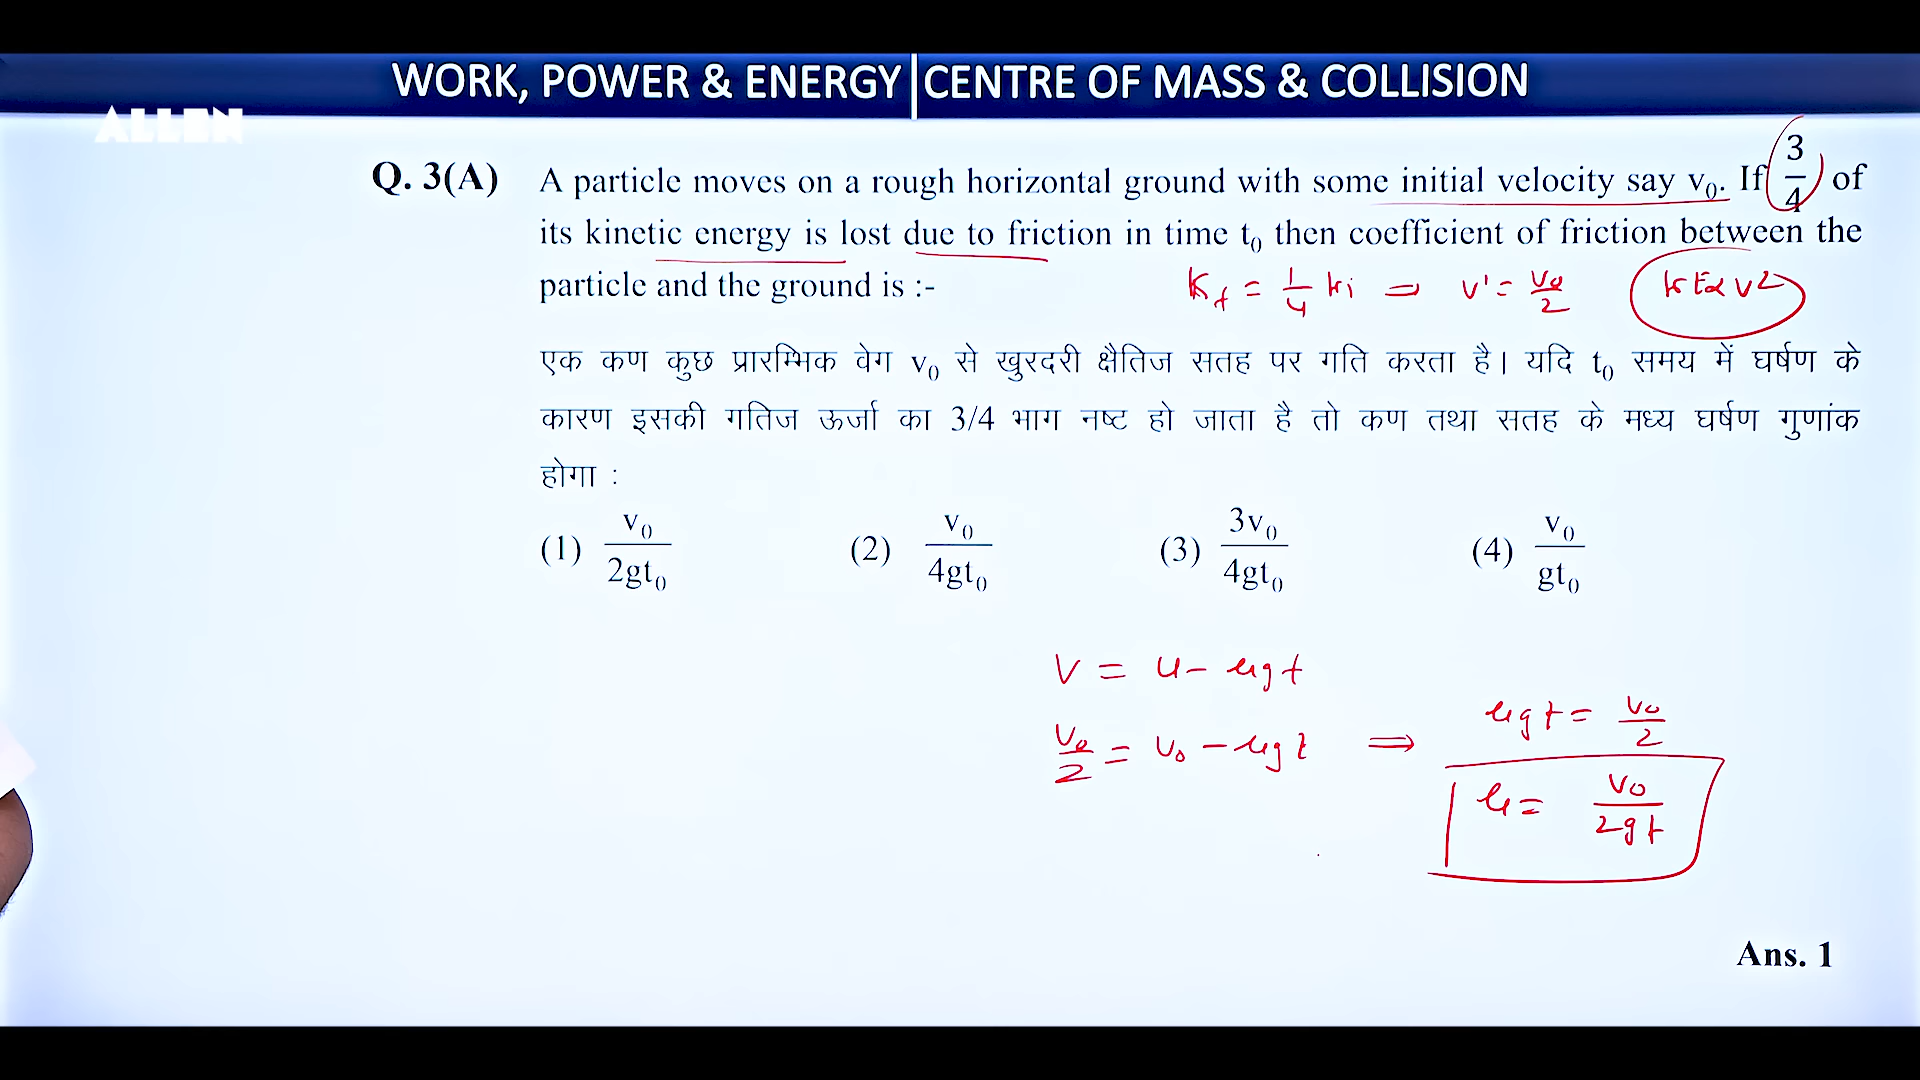 WORK, POWER & ENERGY | CENTRE OF MASS & COLLISION
ALLEN
Q. 3(A) A particle moves on a rough horizontal ground with some initial velocity say v₀. If 3/4 of
its kinetic energy is lost due to friction in time t₀ then coefficient of friction between the
particle and the ground is :-
K_f = 1/4 ki ⇒ v' = v₀/2 KE α v²
एक कण कुछ प्रारम्भिक वेग v₀ से खुरदरी क्षैतिज सतह पर गति करता है। यदि t₀ समय में घर्षण के
कारण इसकी गतिज ऊर्जा का 3/4 भाग नष्ट हो जाता है तो कण तथा सतह के मध्य घर्षण गुणांक
होगा :
(1) v₀/2gt₀ (2) v₀/4gt₀ (3) 3v₀/4gt₀ (4) v₀/gt₀
v = u - μgt
v₀/2 = v₀ - μgt ⇒ μgt = v₀/2
μ = v₀/2gt
Ans. 1